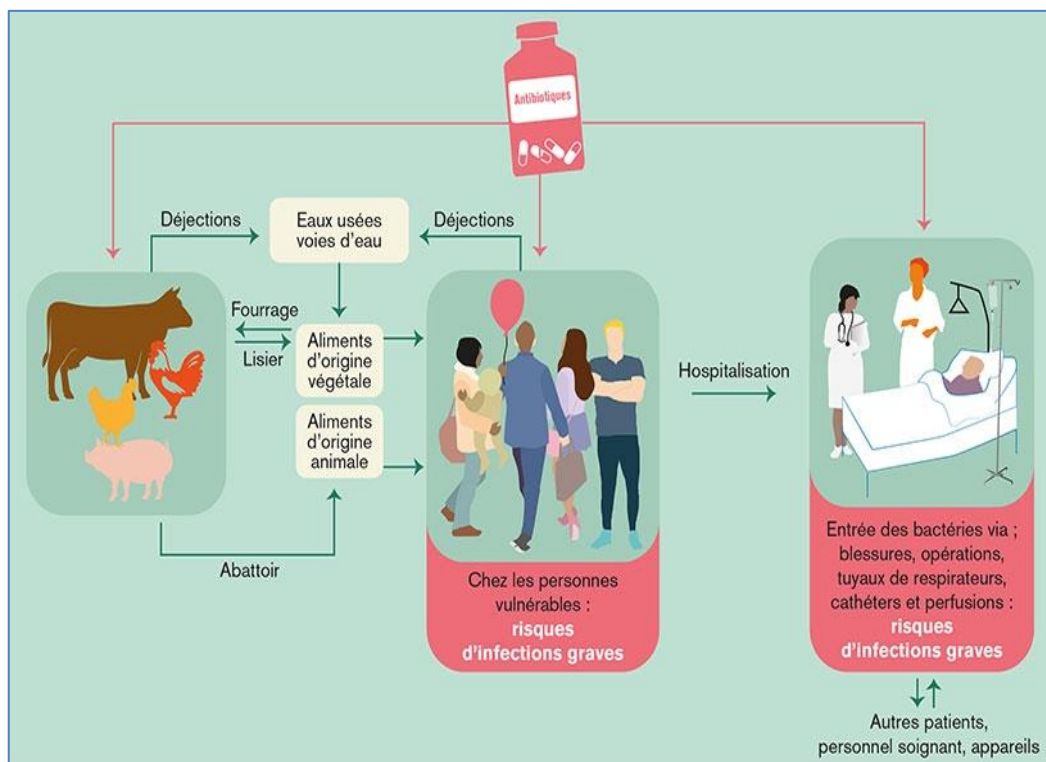 Antibiotiques
Déjections
Eaux usées
voies d'eau
Déjections
Fourrage
Lisier
Aliments
d'origine
végétale
Aliments
d'origine
animale
Abattoir
Chez les personnes
vulnérables :
risques
d'infections graves
Hospitalisation
Entrée des bactéries via ;
blessures, opérations,
tuyaux de respirateurs,
cathéters et perfusions :
risques
d'infections graves
Autres patients,
personnel soignant, appareils